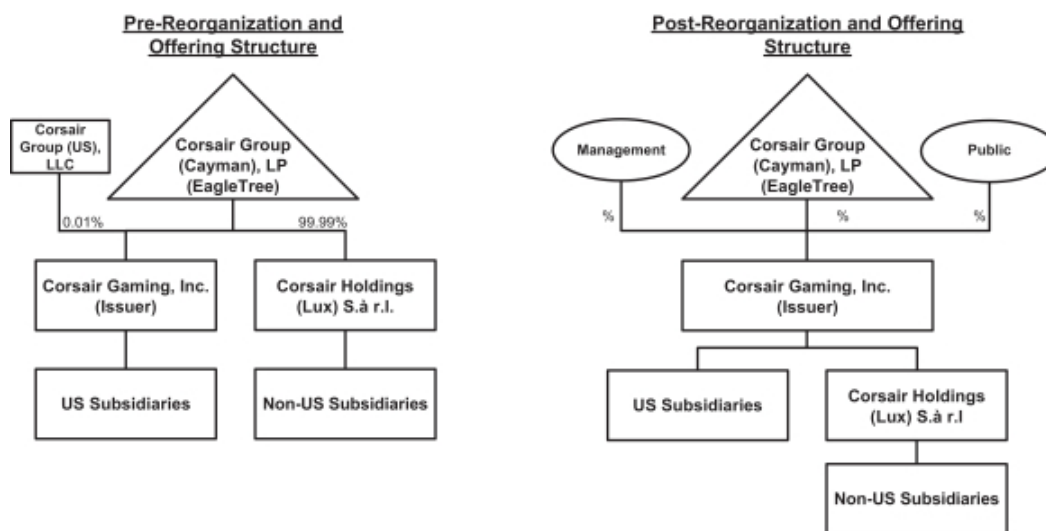 Pre-Reorganization and
Offering Structure
Corsair
Group (US),
LLC
Corsair Group
(Cayman), LP
(EagleTree)
0.01%
99.99%
Corsair Gaming, Inc.
(Issuer)
Corsair Holdings
(Lux) S.à r.l.
US Subsidiaries
Non-US Subsidiaries
Post-Reorganization and Offering
Structure
Management
Corsair Group
(Cayman), LP
(EagleTree)
Public
%
%
%
Corsair Gaming, Inc.
(Issuer)
US Subsidiaries
Corsair Holdings
(Lux) S.à r.l
Non-US Subsidiaries